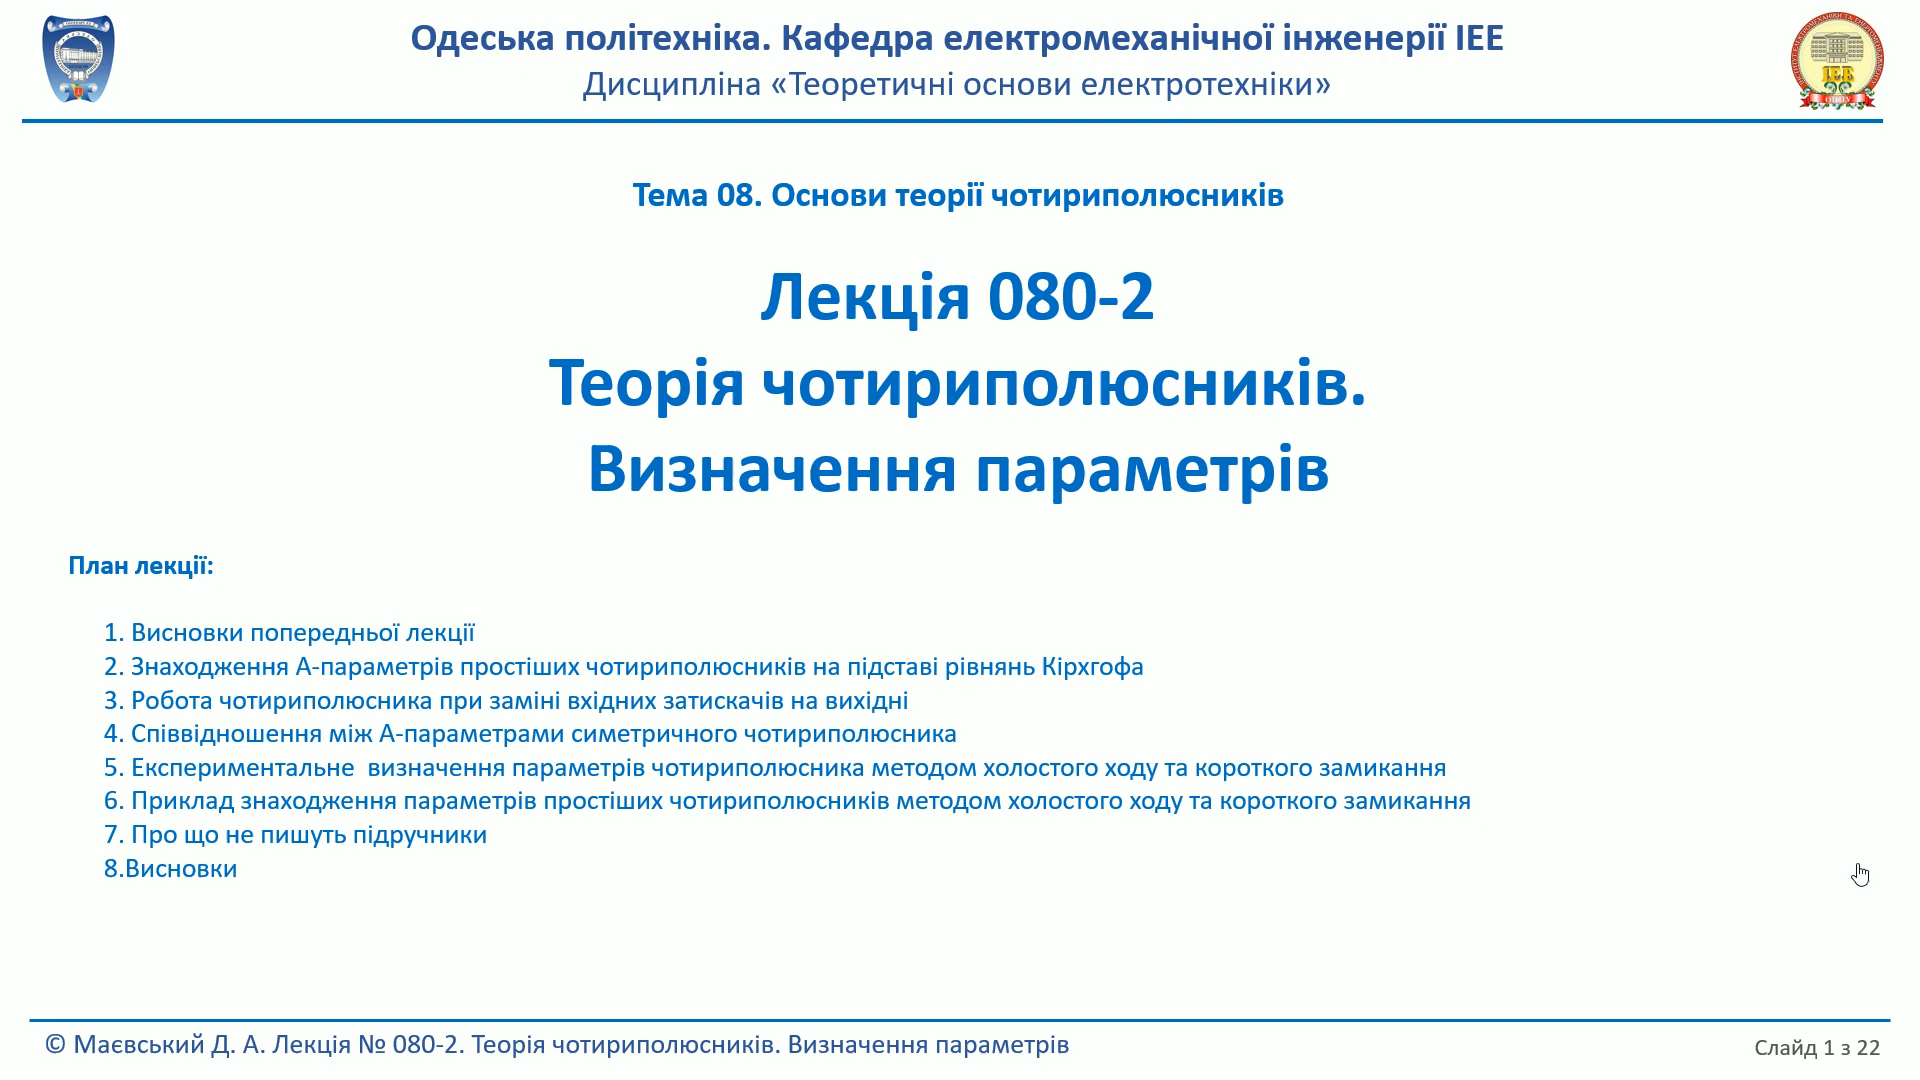 Одеська політехніка. Кафедра електромеханічної інженерії ІЕЕ
Дисципліна «Теоретичні основи електротехніки»
ІЕЕ
Тема 08. Основи теорії чотириполюсників
Лекція 080-2
Теорія чотириполюсників.
Визначення параметрів
План лекції:
1. Висновки попередньої лекції
2. Знаходження А-параметрів простіших чотириполюсників на підставі рівнянь Кірхгофа
3. Робота чотириполюсника при заміні вхідних затискачів на вихідні
4. Співвідношення між А-параметрами симетричного чотириполюсника
5. Експериментальне  визначення параметрів чотириполюсника методом холостого ходу та короткого замикання
6. Приклад знаходження параметрів простіших чотириполюсників методом холостого ходу та короткого замикання
7. Про що не пишуть підручники
8.Висновки
© Маєвський Д. А. Лекція № 080-2. Теорія чотириполюсників. Визначення параметрів
Слайд 1 з 22